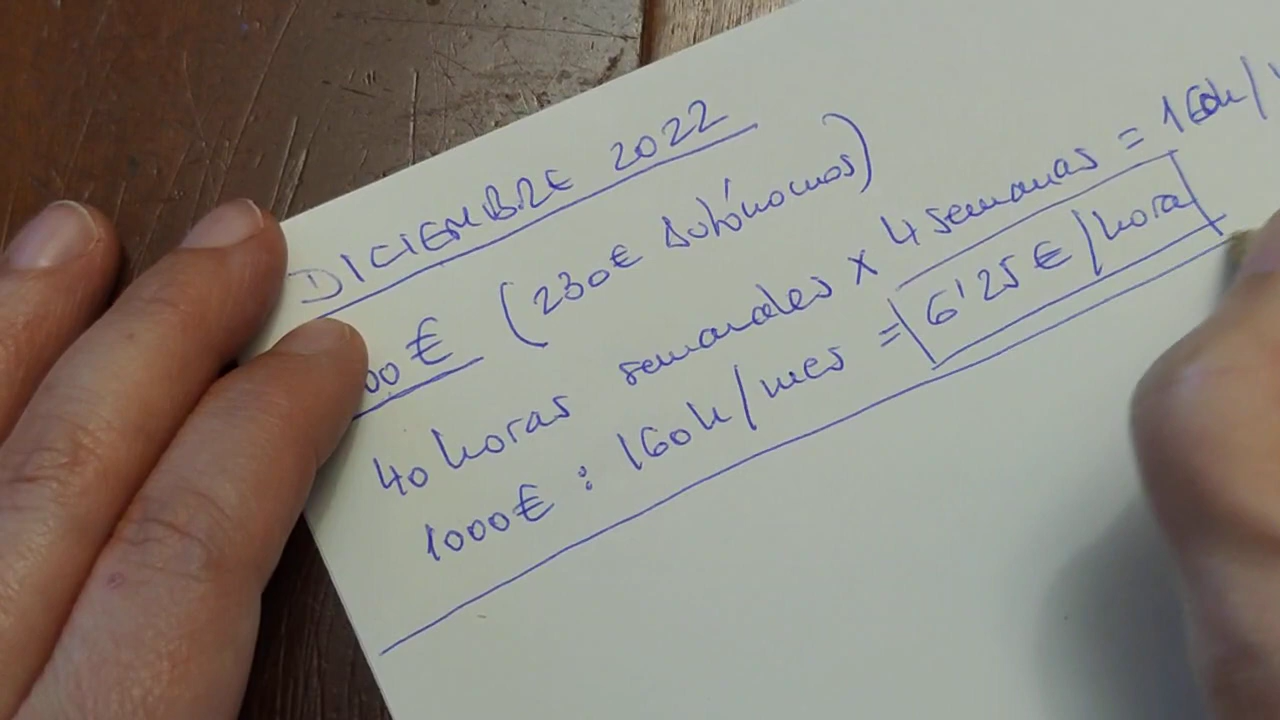 DICIEMBRE 2022
00€ (230€ Autónomos)
40 horas semanales x 4 semanas = 160h/
1000€ : 160h/mes = 6'25€/hora